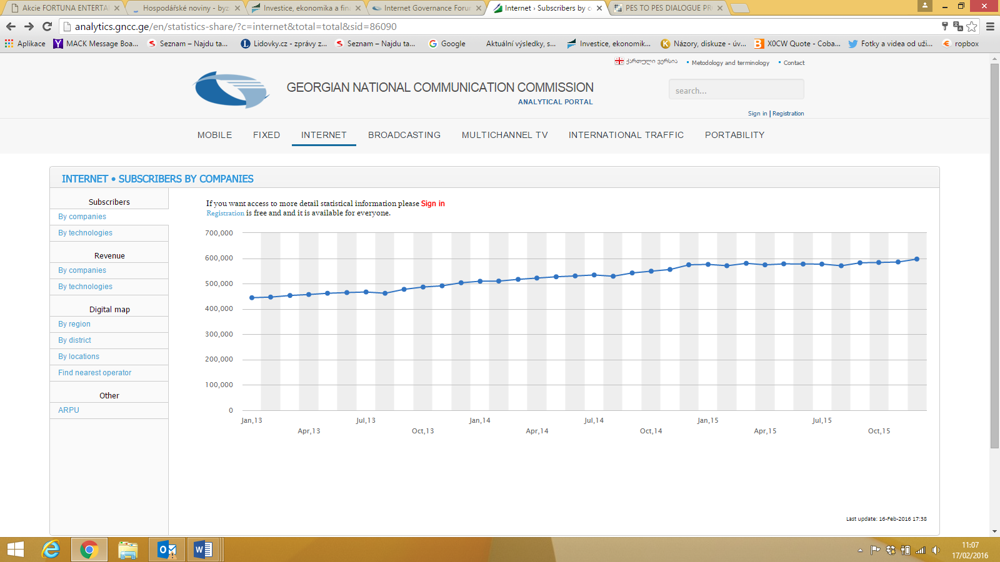 Akcie FORTUNA ENTERTAI
Hospodářské noviny - byzn
Investice, ekonomika a fina
Internet Governance Forum
Internet › Subscribers by co
PES TO PES DIALOGUE PR
analytics.gncc.ge/en/statistics-share/?c=internet&total=total&sid=86090
Aplikace
MACK Message Boa...
Seznam – Najdu ta...
Lidovky.cz - zprávy z...
Seznam – Najdu ta...
Google
Aktuální výsledky, s...
Investice, ekonomik...
Názory, diskuze - úv...
X0CW Quote - Coba...
Fotky a videa od uži...
ropbox
ქართული ვერსია
Metodology and terminology
Contact
GEORGIAN NATIONAL COMMUNICATION COMMISSION
ANALYTICAL PORTAL
search...
Sign in | Registration
MOBILE
FIXED
INTERNET
BROADCASTING
MULTICHANNEL TV
INTERNATIONAL TRAFFIC
PORTABILITY
INTERNET • SUBSCRIBERS BY COMPANIES
Subscribers
By companies
By technologies
Revenue
By companies
By technologies
Digital map
By region
By district
By locations
Find nearest operator
Other
ARPU
If you want access to more detail statistical information please Sign in
Registration is free and and it is available for everyone.
700,000
600,000
500,000
400,000
300,000
200,000
100,000
0
Jan,13
Apr,13
Jul,13
Oct,13
Jan,14
Apr,14
Jul,14
Oct,14
Jan,15
Apr,15
Jul,15
Oct,15
Last update: 16-Feb-2016 17:38
11:07
17/02/2016